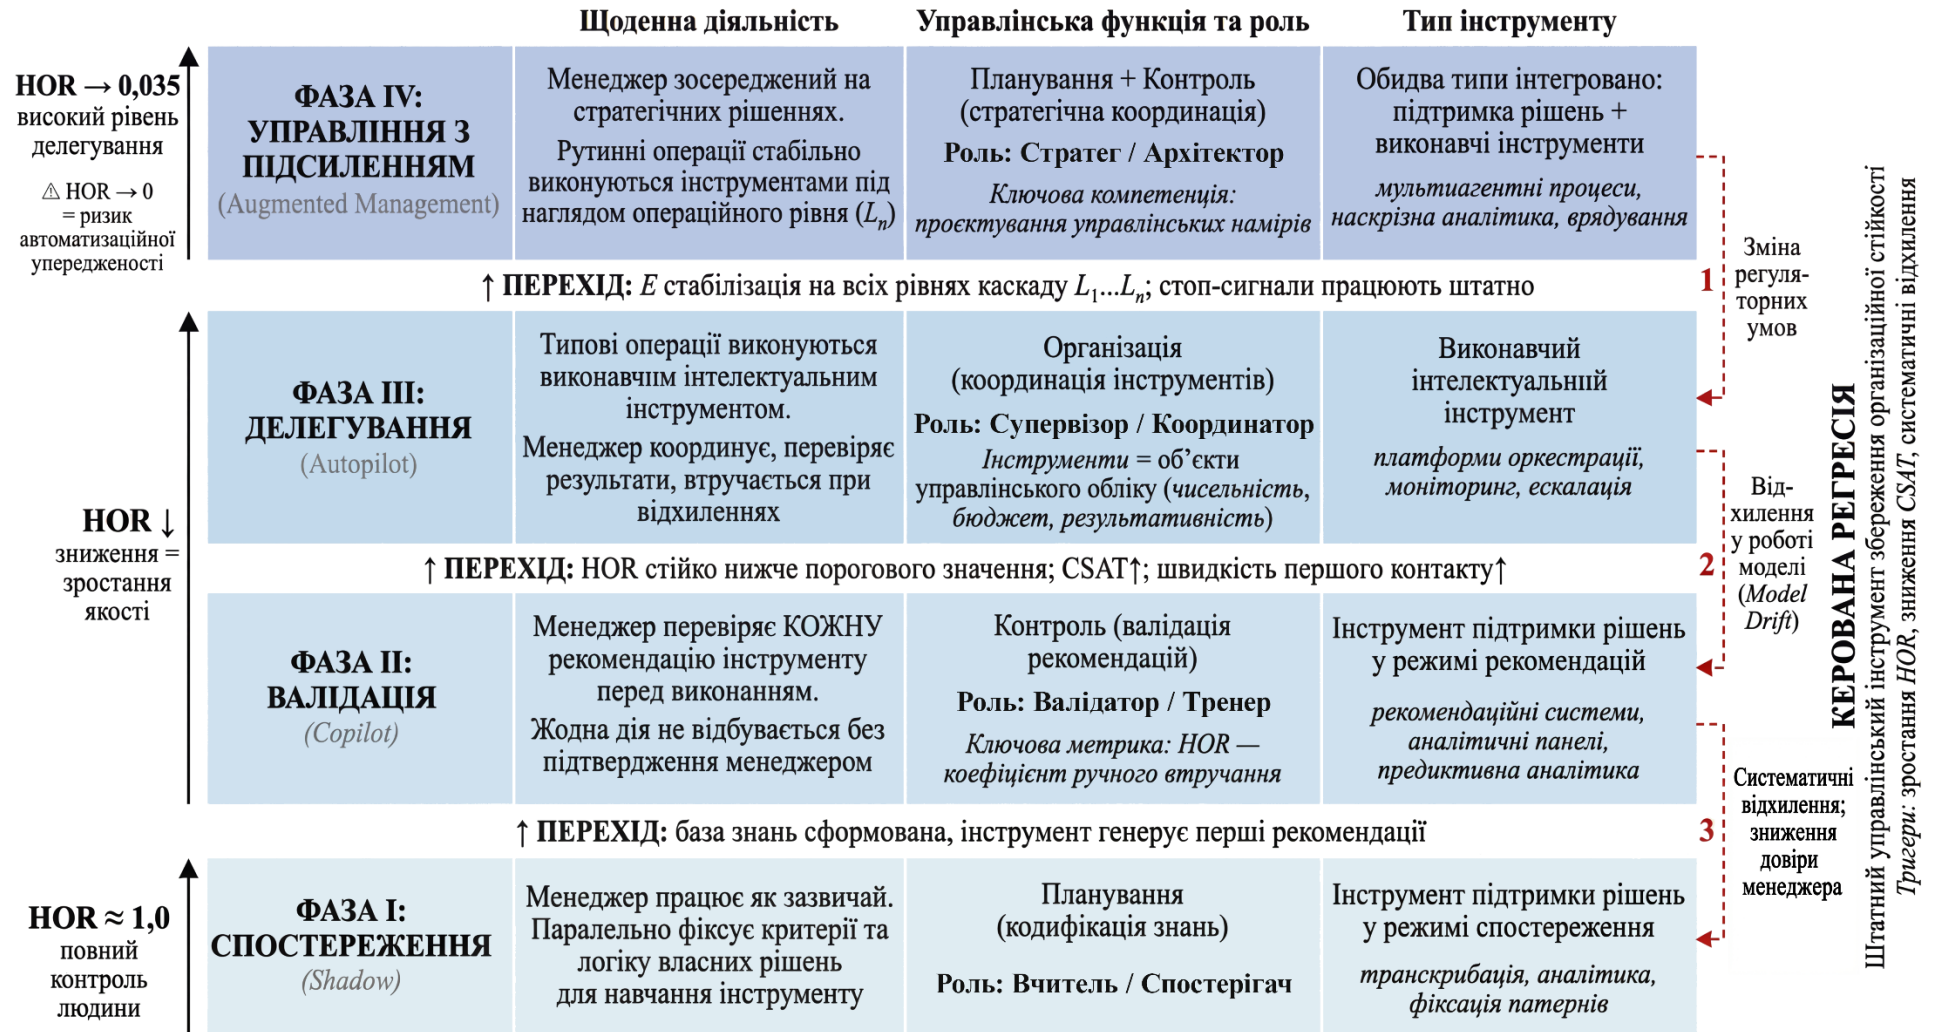 Щоденна діяльність
Управлінська функція та роль
Тип інструменту
HOR → 0,035
високий рівень
делегування
⚠ HOR → 0
= ризик
автоматизаційної
упередженості
ФАЗА IV:
УПРАВЛІННЯ З
ПІДСИЛЕННЯМ
(Augmented Management)
Менеджер зосереджений на
стратегічних рішеннях.
Рутинні операції стабільно
виконуються інструментами під
наглядом операційного рівня (Ln)
Планування + Контроль
(стратегічна координація)
Роль: Стратег / Архітектор
Ключова компетенція:
проєктування управлінських намірів
Обидва типи інтегровано:
підтримка рішень +
виконавчі інструменти
мультиагентні процеси,
наскрізна аналітика, врядування
↑ ПЕРЕХІД: E стабілізація на всіх рівнях каскаду L1...Ln; стоп-сигнали працюють штатно
1
Зміна
регуля-
торних
умов
HOR ↓
зниження =
зростання
якості
ФАЗА III:
ДЕЛЕГУВАННЯ
(Autopilot)
Типові операції виконуються
виконавчим інтелектуальним
інструментом.
Менеджер координує, перевіряє
результати, втручається при
відхиленнях
Організація
(координація інструментів)
Роль: Супервізор / Координатор
Інструменти = об’єкти
управлінського обліку (чисельність,
бюджет, результативність)
Виконавчий
інтелектуальний
інструмент
платформи оркестрації,
моніторинг, ескалація
↑ ПЕРЕХІД: HOR стійко нижче порогового значення; CSAT↑; швидкість першого контакту↑
2
Від-
хилення
у роботі
моделі
(Model
Drift)
ФАЗА II:
ВАЛІДАЦІЯ
(Copilot)
Менеджер перевіряє КОЖНУ
рекомендацію інструменту
перед виконанням.
Жодна дія не відбувається без
підтвердження менеджером
Контроль (валідація
рекомендацій)
Роль: Валідатор / Тренер
Ключова метрика: HOR —
коефіцієнт ручного втручання
Інструмент підтримки рішень
у режимі рекомендацій
рекомендаційні системи,
аналітичні панелі,
предиктивна аналітика
↑ ПЕРЕХІД: база знань сформована, інструмент генерує перші рекомендації
3
Систематичні
відхилення;
зниження
довіри
менеджера
HOR ≈ 1,0
повний
контроль
людини
ФАЗА I:
СПОСТЕРЕЖЕННЯ
(Shadow)
Менеджер працює як зазвичай.
Паралельно фіксує критерії та
логіку власних рішень
для навчання інструменту
Планування
(кодифікація знань)
Роль: Вчитель / Спостерігач
Інструмент підтримки рішень
у режимі спостереження
транскрибація, аналітика,
фіксація патернів
КЕРОВАНА РЕГРЕСІЯ
Штатний управлінський інструмент збереження організаційної стійкості
Тригери: зростання HOR, зниження CSAT, систематичні відхилення